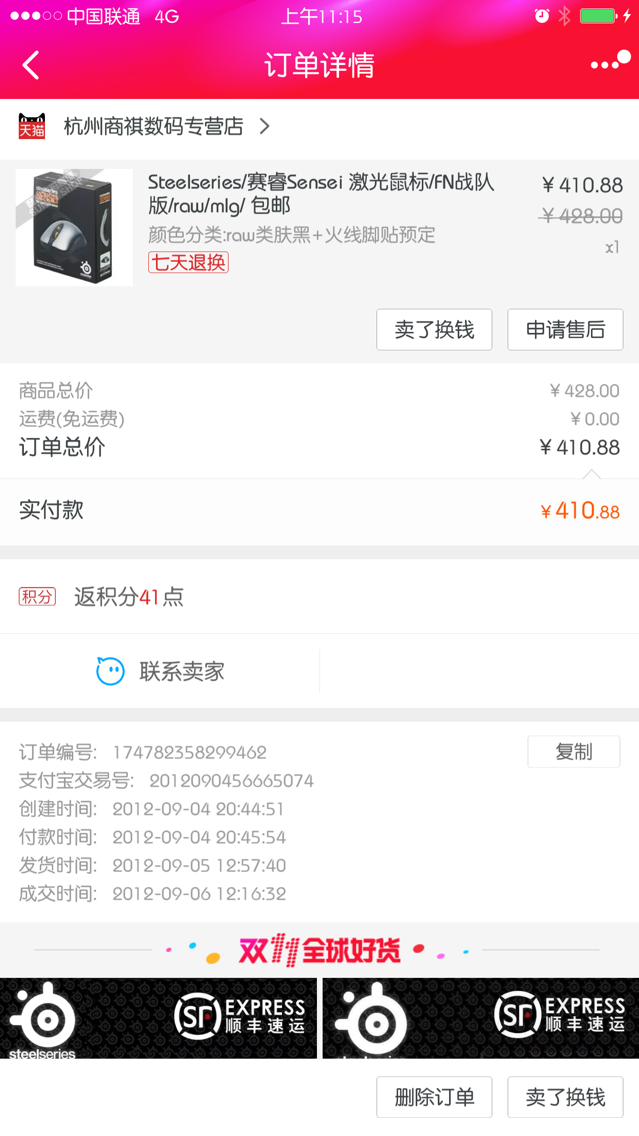 中国联通 4G 上午11:15
订单详情
天猫 杭州商祺数码专营店
Steelseries/赛睿Sensei 激光鼠标/FN战队
版/raw/mlg/ 包邮
¥410.88
¥428.00
颜色分类:raw类肤黑+火线脚贴预定
x1
七天退换
卖了换钱 申请售后
商品总价 ¥428.00
运费(免运费) ¥0.00
订单总价 ¥410.88
实付款 ¥410.88
积分 返积分41点
联系卖家
订单编号: 174782358299462 复制
支付宝交易号: 2012090456665074
创建时间: 2012-09-04 20:44:51
付款时间: 2012-09-04 20:45:54
发货时间: 2012-09-05 12:57:40
成交时间: 2012-09-06 12:16:32
双11全球好货
steelseries SF EXPRESS 顺丰速运
SF EXPRESS 顺丰速运
删除订单 卖了换钱